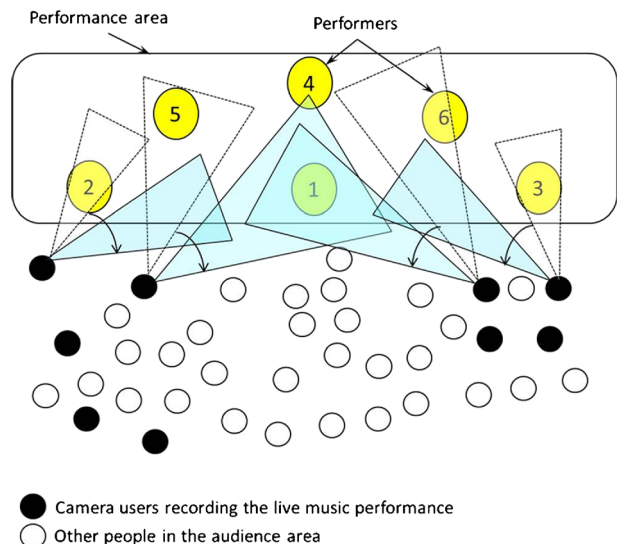 Performance area
Performers
4
5
6
2
1
3
Camera users recording the live music performance
Other people in the audience area